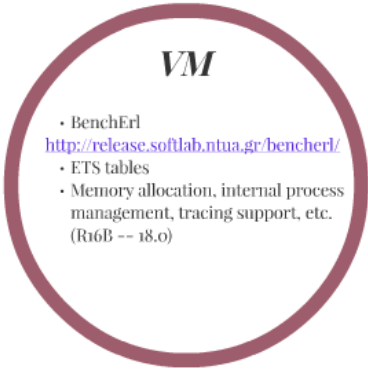 VM
• BenchErl
http://release.softlab.ntua.gr/bencherl/
• ETS tables
• Memory allocation, internal process
management, tracing support, etc.
(R16B -- 18.0)